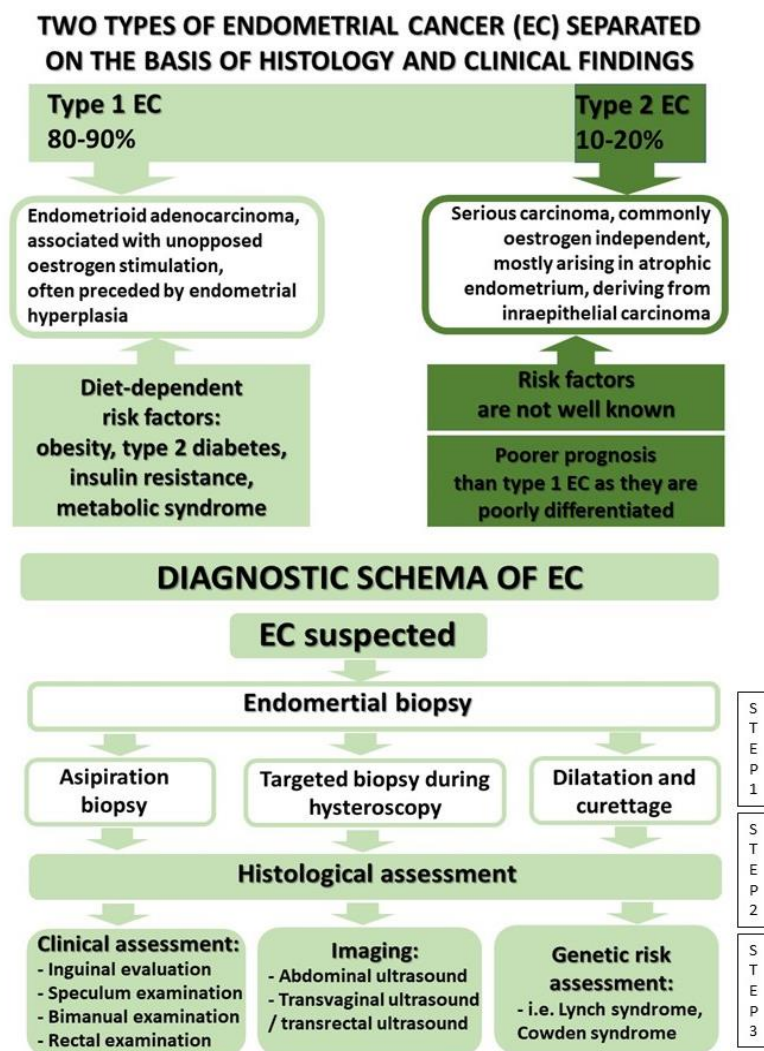 TWO TYPES OF ENDOMETRIAL CANCER (EC) SEPARATED
ON THE BASIS OF HISTOLOGY AND CLINICAL FINDINGS
Type 1 EC
80-90%
Type 2 EC
10-20%
Endometrioid adenocarcinoma,
associated with unopposed
oestrogen stimulation,
often preceded by endometrial
hyperplasia
Serious carcinoma, commonly
oestrogen independent,
mostly arising in atrophic
endometrium, deriving from
inraepithelial carcinoma
Diet-dependent
risk factors:
obesity, type 2 diabetes,
insulin resistance,
metabolic syndrome
Risk factors
are not well known
Poorer prognosis
than type 1 EC as they are
poorly differentiated
DIAGNOSTIC SCHEMA OF EC
EC suspected
Endomertial biopsy
Asipiration
biopsy
Targeted biopsy during
hysteroscopy
Dilatation and
curettage
STEP1
Histological assessment
STEP2
Clinical assessment:
- Inguinal evaluation
- Speculum examination
- Bimanual examination
- Rectal examination
Imaging:
- Abdominal ultrasound
- Transvaginal ultrasound
/ transrectal ultrasound
Genetic risk
assessment:
- i.e. Lynch syndrome,
Cowden syndrome
STEP3